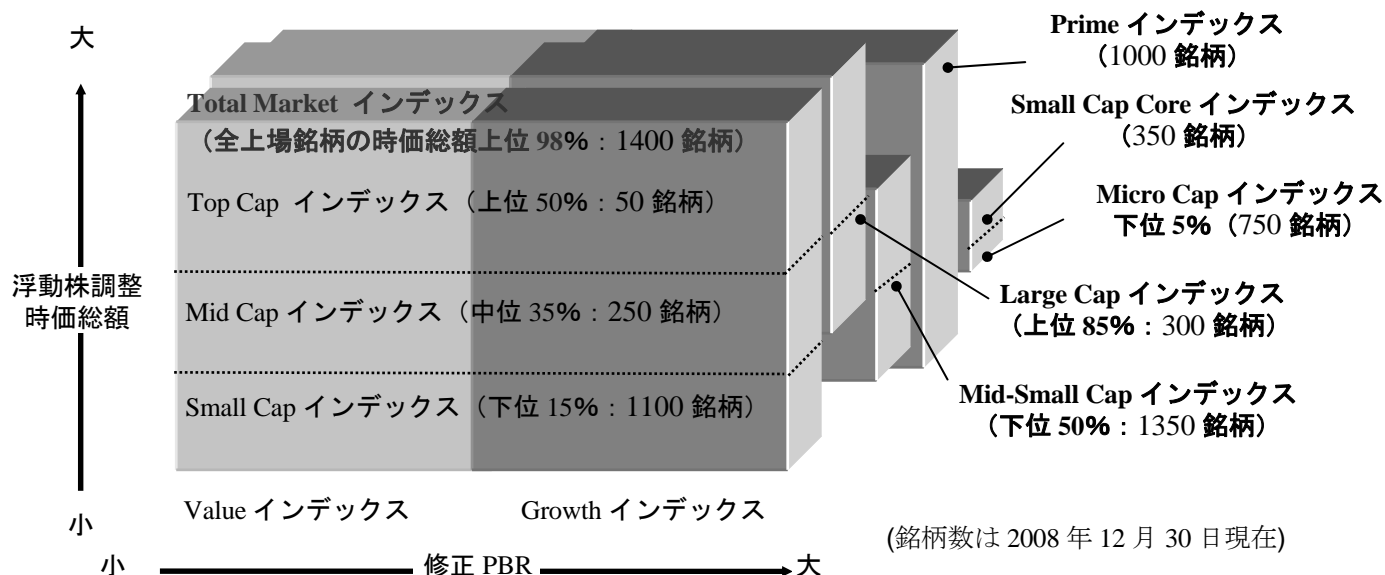 大
Prime インデックス
（1000 銘柄）
Total Market インデックス
（全上場銘柄の時価総額上位 98%：1400 銘柄）
Small Cap Core インデックス
（350 銘柄）
Top Cap インデックス（上位 50%：50 銘柄）
Micro Cap インデックス
下位 5%（750 銘柄）
浮動株調整
時価総額
Mid Cap インデックス（中位 35%：250 銘柄）
Large Cap インデックス
（上位 85%：300 銘柄）
Small Cap インデックス（下位 15%：1100 銘柄）
Mid-Small Cap インデックス
（下位 50%：1350 銘柄）
小
Value インデックス
Growth インデックス
(銘柄数は 2008 年 12 月 30 日現在)
小
修正 PBR
大